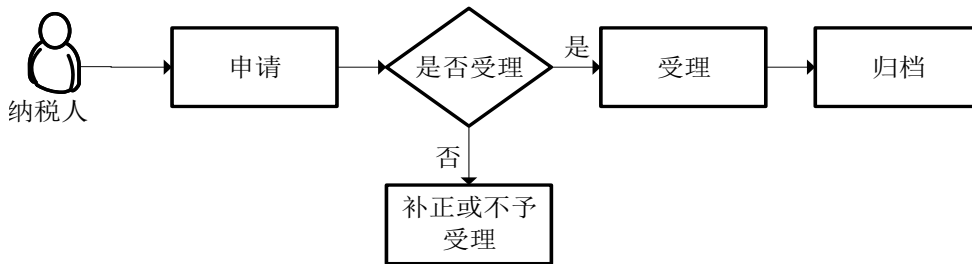 纳税人
申请
是否受理
是
受理
归档
否
补正或不予
受理